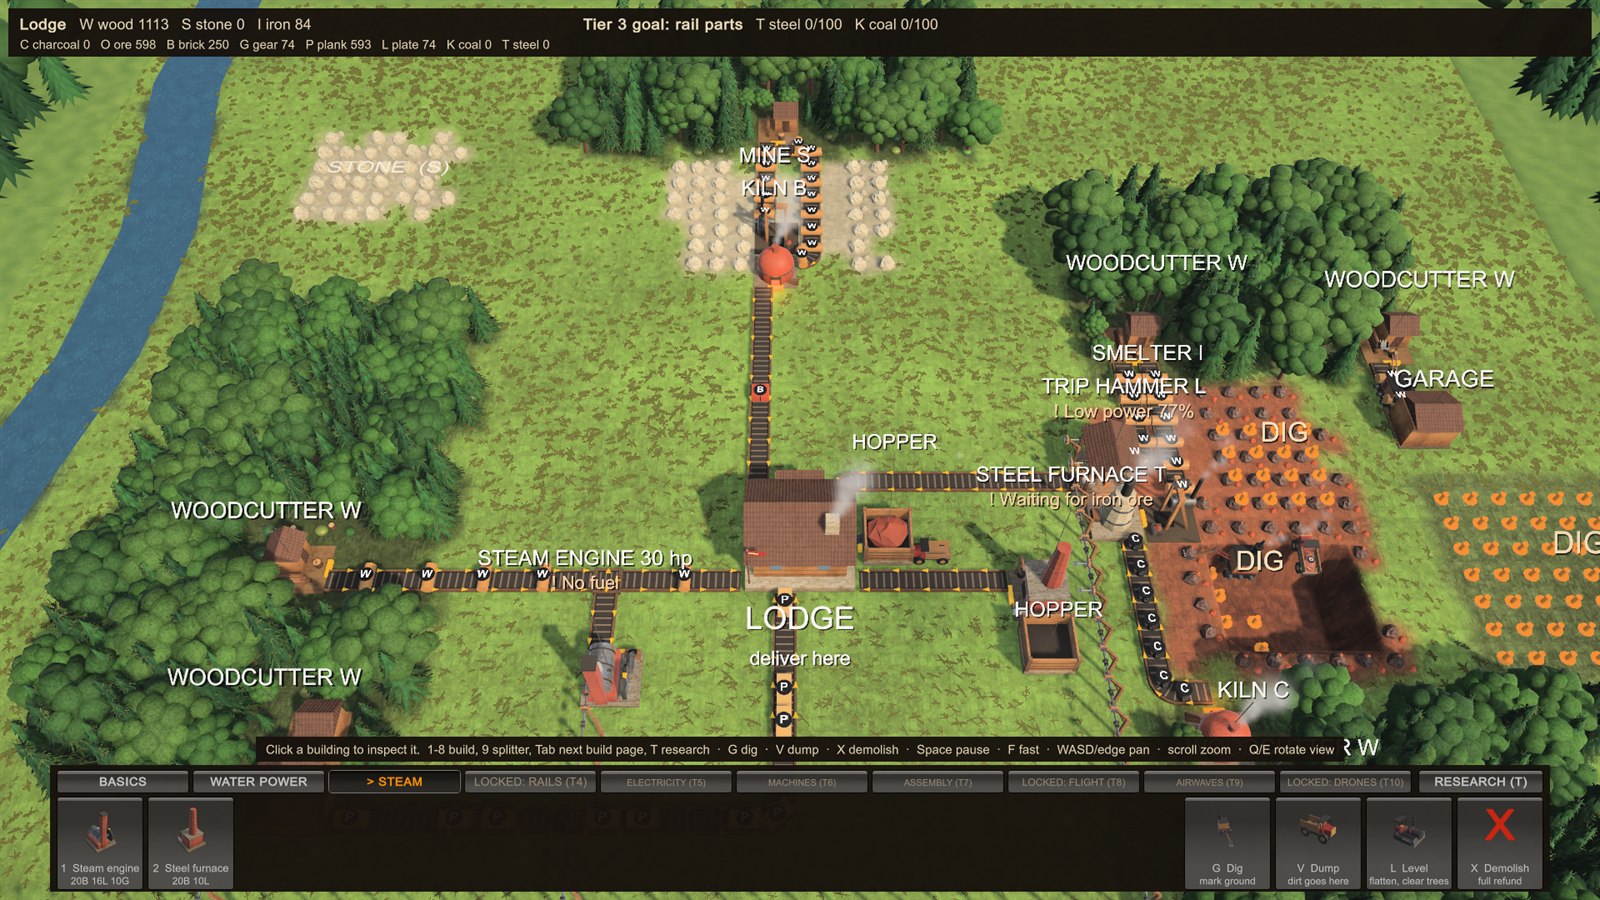 Lodge W wood 1113 S stone 0 I iron 84
Tier 3 goal: rail parts T steel 0/100 K coal 0/100
C charcoal 0 O ore 598 B brick 250 G gear 74 P plank 593 L plate 74 K coal 0 T steel 0
STONE (S)
MINE S
KILN B
WOODCUTTER W
WOODCUTTER W
SMELTER I
GARAGE
TRIP HAMMER L
! Low power 77%
DIG
HOPPER
STEEL FURNACE T
! Waiting for iron ore
WOODCUTTER W
DIG
DIG
STEAM ENGINE 30 hp
! No fuel
LODGE
HOPPER
deliver here
WOODCUTTER W
KILN C
R W
Click a building to inspect it. 1-8 build, 9 splitter, Tab next build page, T research · G dig · V dump · X demolish · Space pause · F fast · WASD/edge pan · scroll zoom · Q/E rotate view
BASICS
WATER POWER
> STEAM
LOCKED: RAILS (T4)
ELECTRICITY (T5)
MACHINES (T6)
ASSEMBLY (T7)
LOCKED: FLIGHT (T8)
AIRWAVES (T9)
LOCKED: DRONES (T10)
RESEARCH (T)
1 Steam engine
20B 16L 10G
2 Steel furnace
20B 10L
G Dig
mark ground
V Dump
dirt goes here
L Level
flatten, clear trees
X Demolish
full refund